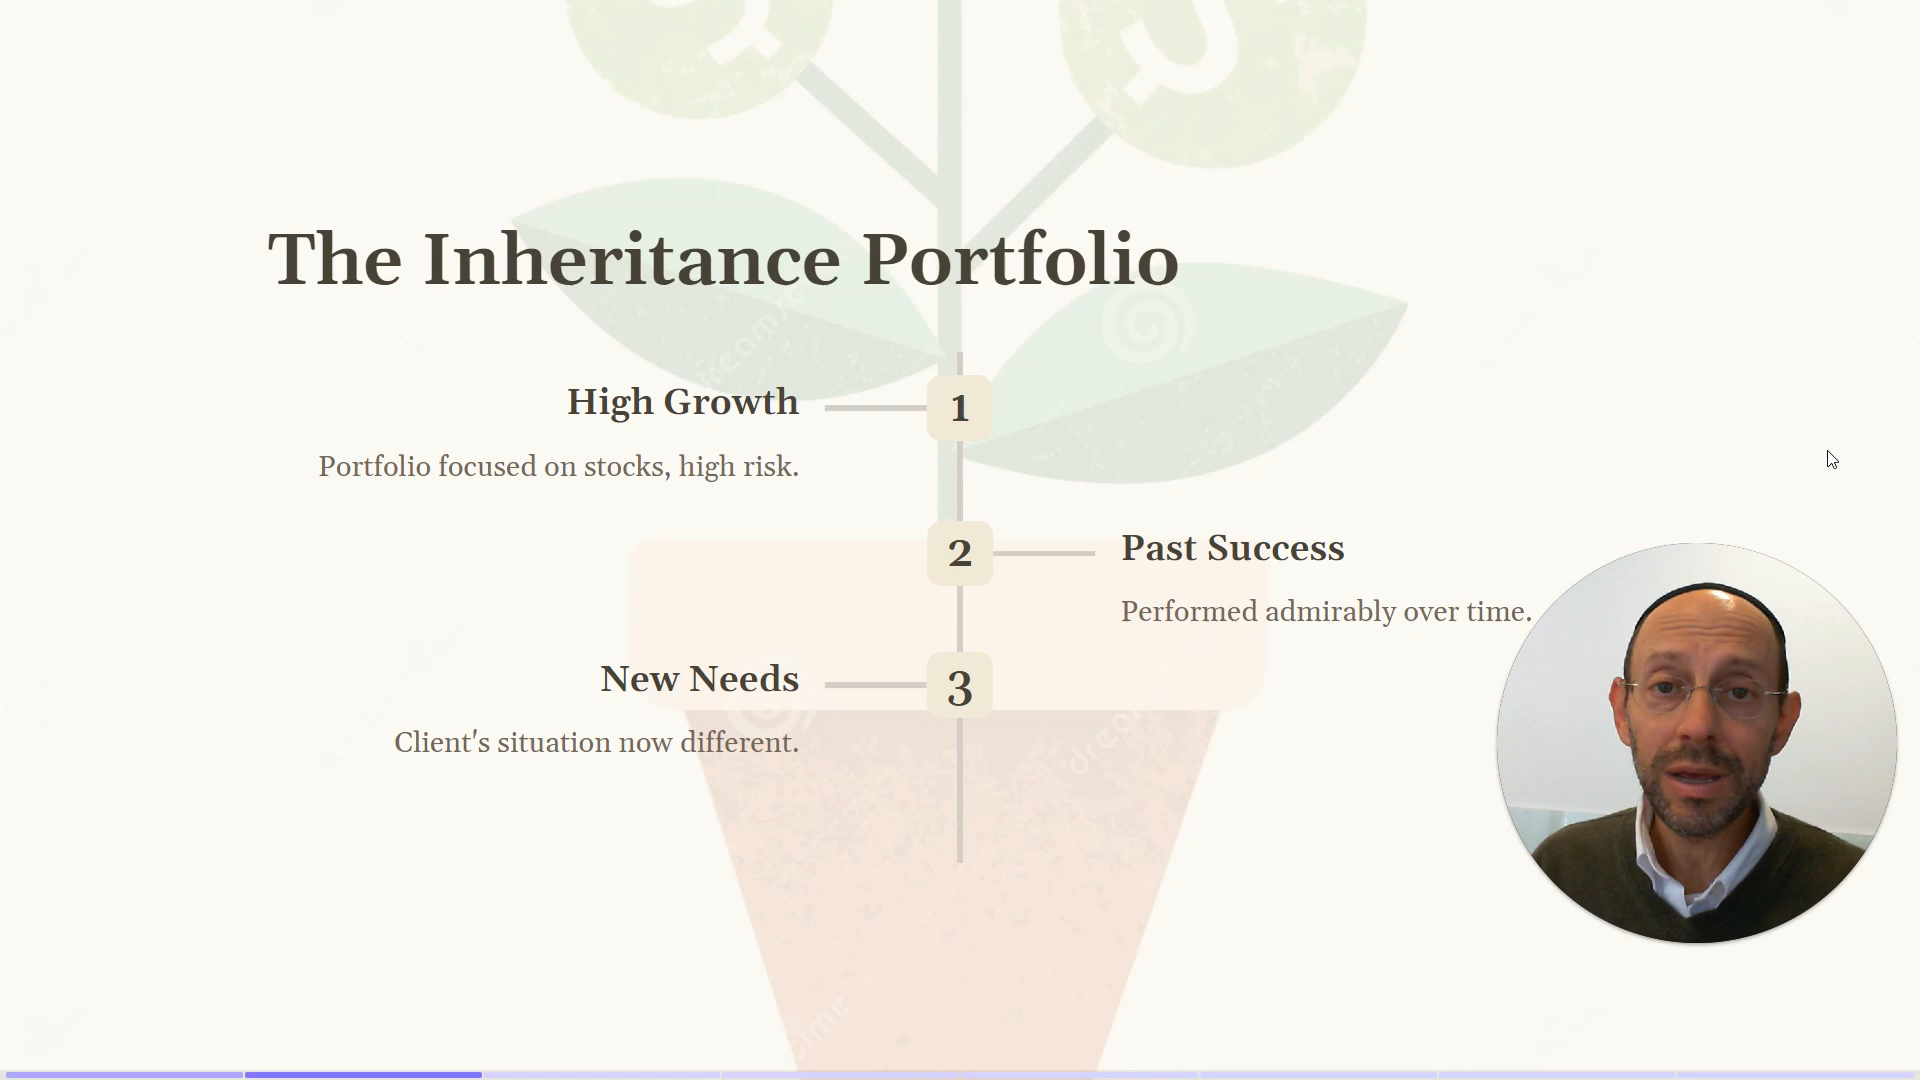 The Inheritance Portfolio
1
High Growth
Portfolio focused on stocks, high risk.
2
Past Success
Performed admirably over time.
3
New Needs
Client's situation now different.